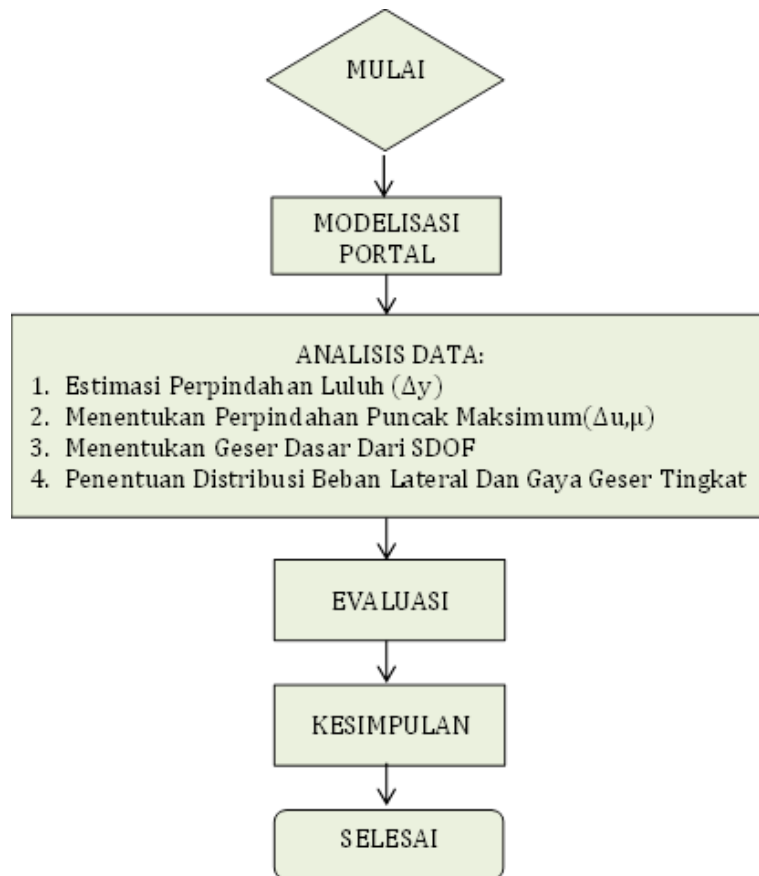 MULAI
MODELISASI
PORTAL
ANALISIS DATA:
1. Estimasi Perpindahan Luluh (Δy)
2. Menentukan Perpindahan Puncak Maksimum(Δu,μ)
3. Menentukan Geser Dasar Dari SDOF
4. Penentuan Distribusi Beban Lateral Dan Gaya Geser Tingkat
EVALUASI
KESIMPULAN
SELESAI